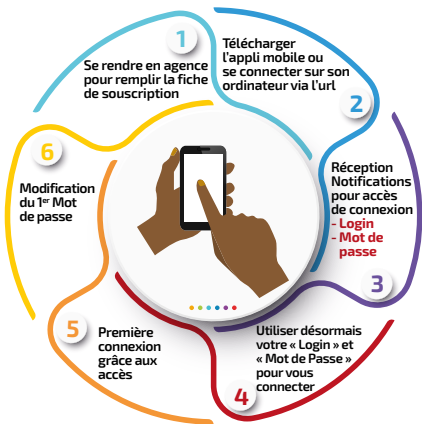 1
Se rendre en agence
pour remplir la fiche
de souscription
Télécharger
l'appli mobile ou
se connecter sur son
ordinateur via l'url
2
Réception
Notifications
pour accès
de connexion
- Login
- Mot de
passe
3
Utiliser désormais
votre « Login » et
« Mot de Passe »
pour vous
connecter
4
5
Première
connexion
grâce aux
accès
6
Modification
du 1er Mot
de passe